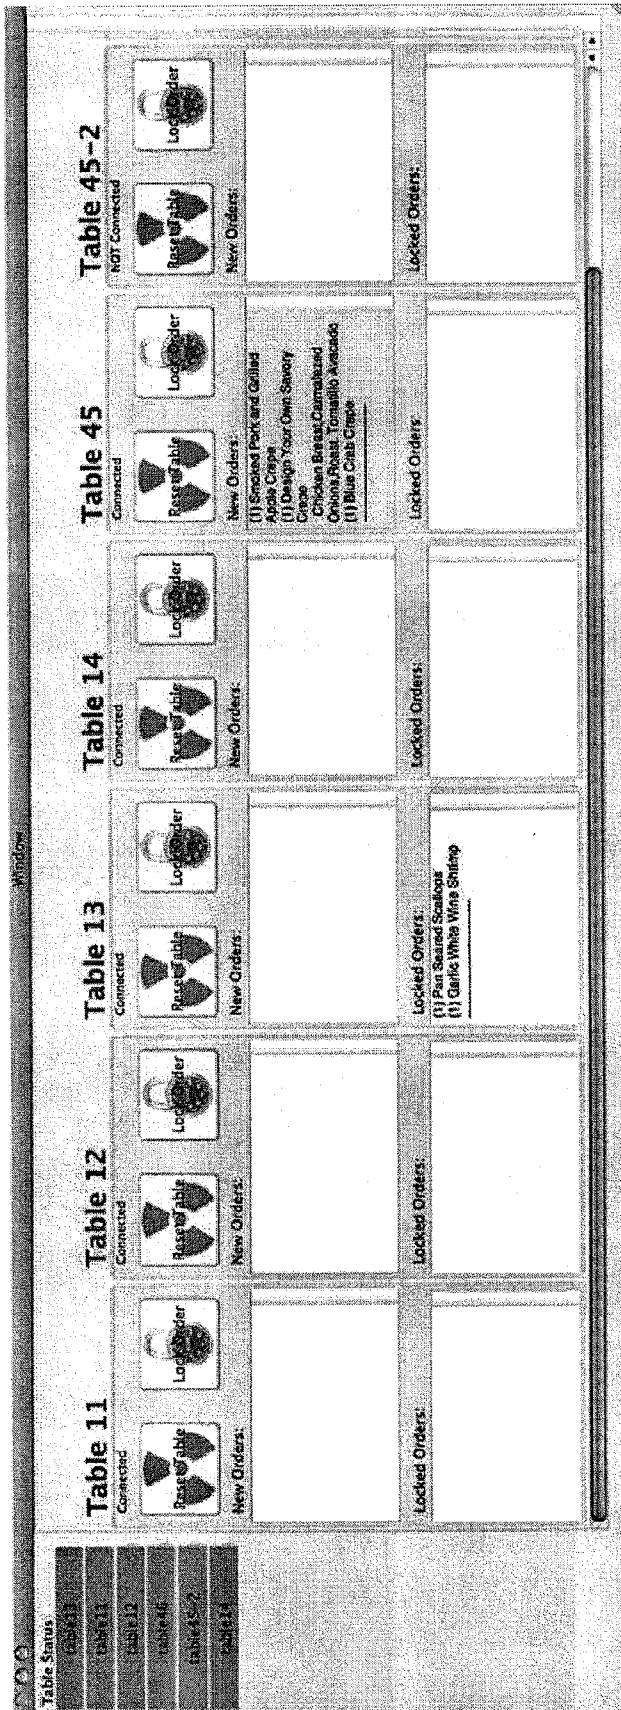 Window
Table Status
table13
table11
table12
table45-2
table14
Table 11
Connected
Reset Table
Lock Order
New Orders:
Locked Orders:
Table 12
Connected
Reset Table
Lock Order
New Orders:
Locked Orders:
Table 13
Connected
Reset Table
Lock Order
New Orders:
Locked Orders:
(1) Pan Seared Scallops
(1) Garlic White Wine Shrimp
Table 14
Connected
Reset Table
Lock Order
New Orders:
Locked Orders:
Table 45
Connected
Reset Table
Lock Order
New Orders:
(1) Smoked Pork and Grilled
Apple Crepe
(1) Design Your Own Savory
Crepe
Chicken Breast Carmelized
Onions Roast Tomatillo Avacado
(1) Blue Crab Crepe
Locked Orders:
Table 45-2
NOT Connected
Reset Table
Lock Order
New Orders:
Locked Orders: